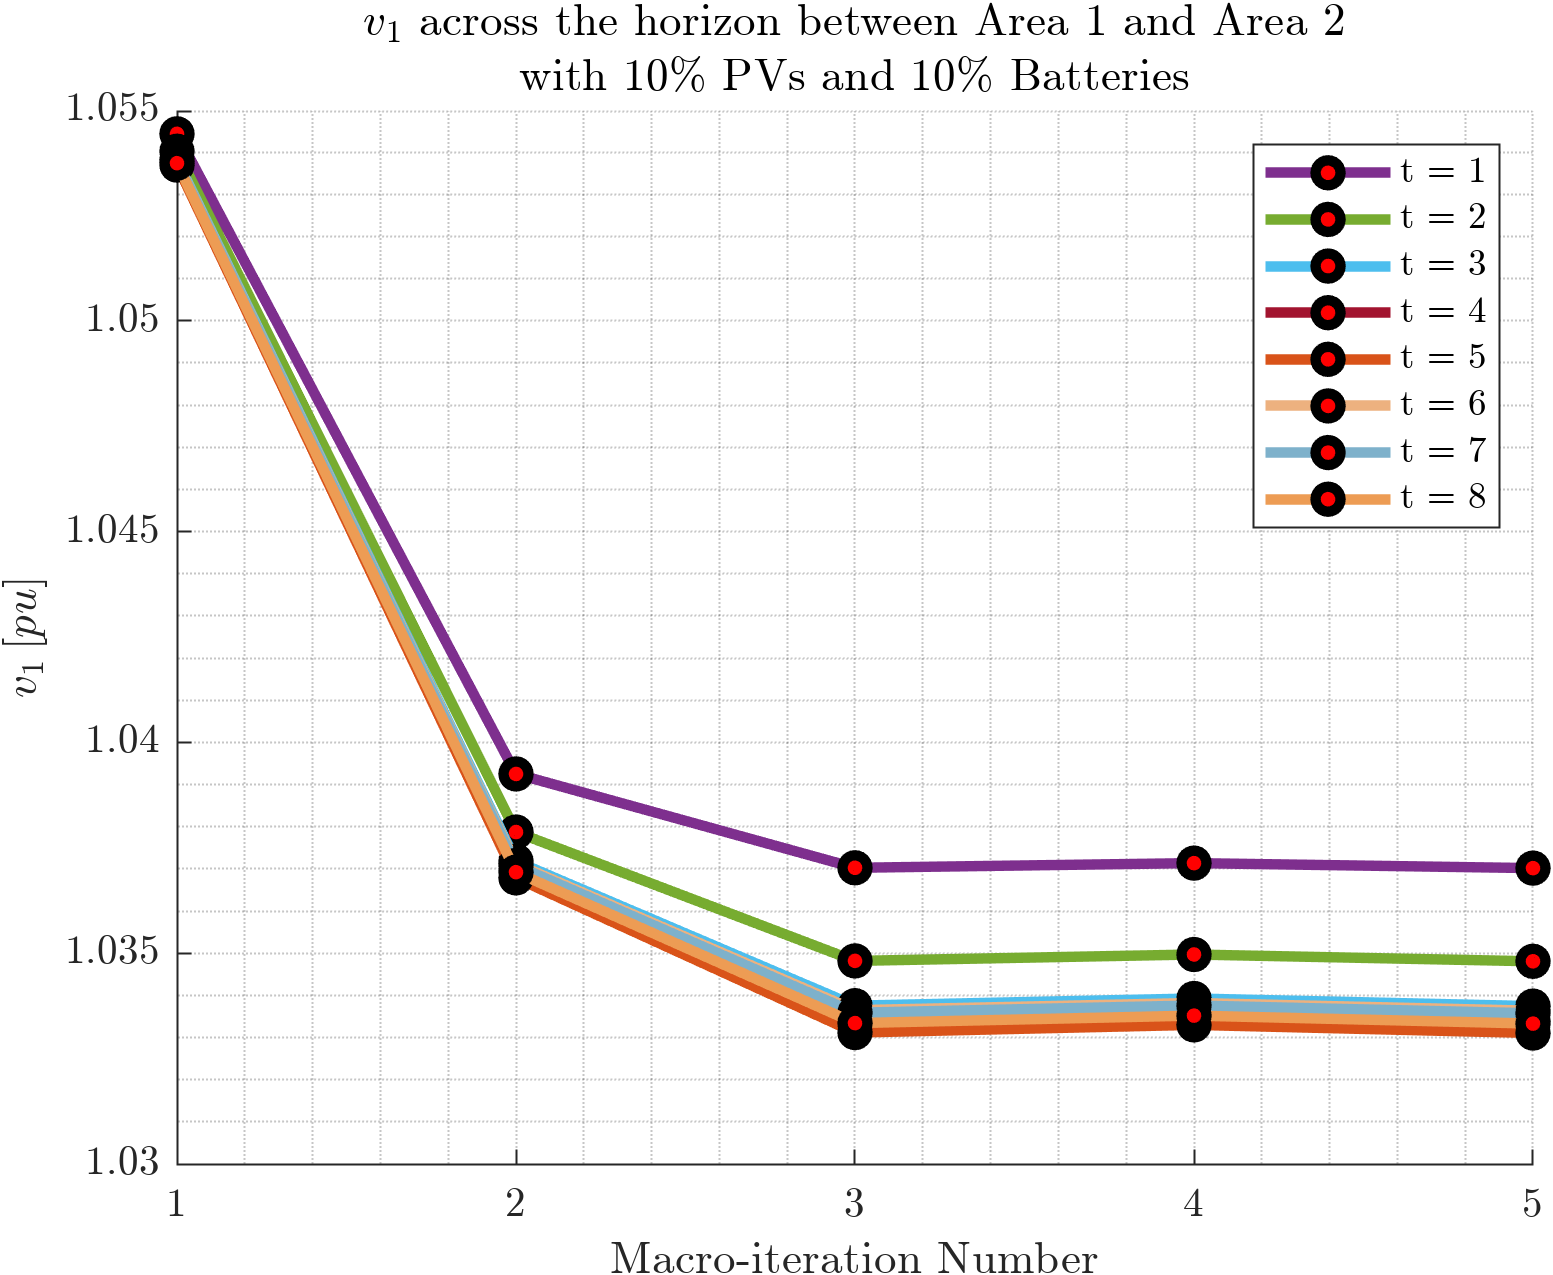 v₁ across the horizon between Area 1 and Area 2
with 10% PVs and 10% Batteries
1.055
1.05
1.045
1.04
1.035
1.03
v₁ [pu]
t = 1
t = 2
t = 3
t = 4
t = 5
t = 6
t = 7
t = 8
1 2 3 4 5
Macro-iteration Number